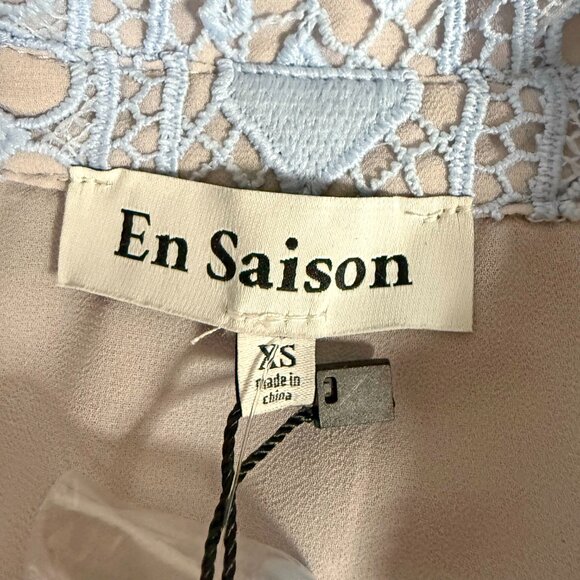 En Saison
XS
made in
china